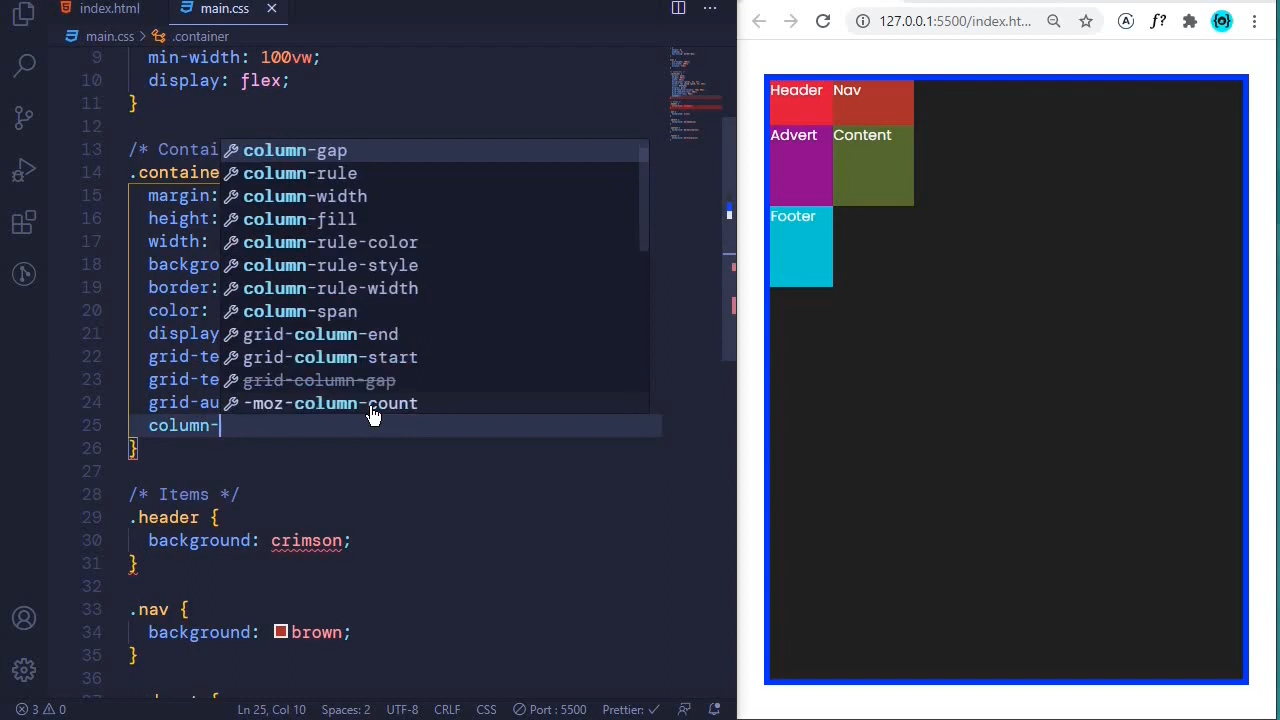 index.html
main.css
127.0.0.1:5500/index.ht...
main.css
.container
9 min-width: 100vw;
10 display: flex;
11 }
12
13 /* Contai
14 .containe
15 margin:
16 height:
17 width:
18 backgro
19 border:
20 color:
21 display
22 grid-te
23 grid-te
24 grid-au
25 column-
26 }
27
28 /* Items */
29 .header {
30 background: crimson;
31 }
32
33 .nav {
34 background: brown;
35 }
36
column-gap
column-rule
column-width
column-fill
column-rule-color
column-rule-style
column-rule-width
column-span
grid-column-end
grid-column-start
grid-column-gap
-moz-column-count
Header
Nav
Advert
Content
Footer
3 0
Ln 25, Col 10
Spaces: 2
UTF-8
CRLF
CSS
Port : 5500
Prettier: